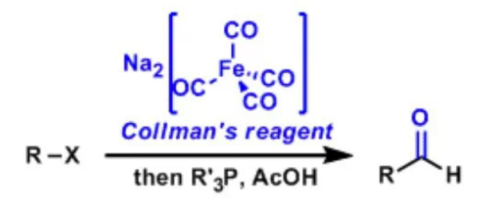 CO
Na2 Fe CO
OC CO
Collman's reagent
R–X
then R'3P, AcOH
O
R H